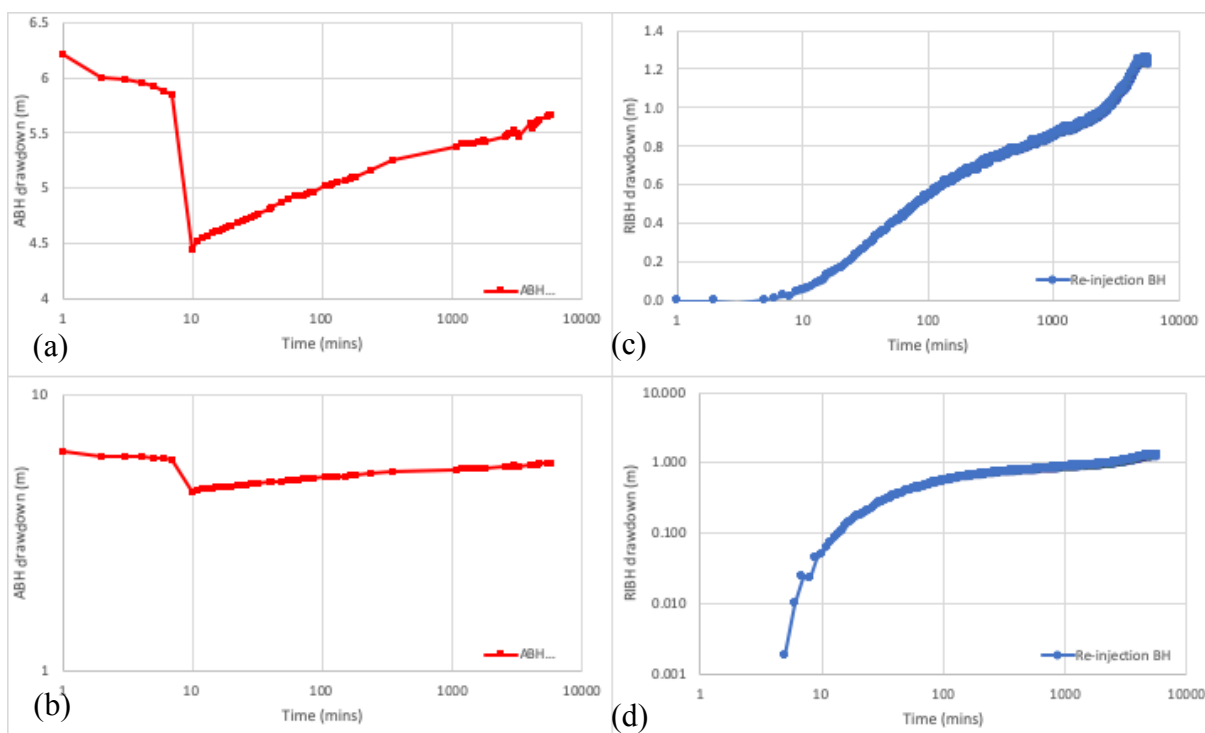 6.5
6
5.5
5
4.5
4
ABH drawdown (m)
1
10
100
1000
10000
Time (mins)
ABH...
(a)
1.4
1.2
1.0
0.8
0.6
0.4
0.2
0.0
RIBH drawdown (m)
1
10
100
1000
10000
Time (mins)
Re-injection BH
(c)
10
1
ABH drawdown (m)
1
10
100
1000
10000
Time (mins)
ABH...
(b)
10.000
1.000
0.100
0.010
0.001
RIBH drawdown (m)
1
10
100
1000
10000
Time (mins)
Re-injection BH
(d)